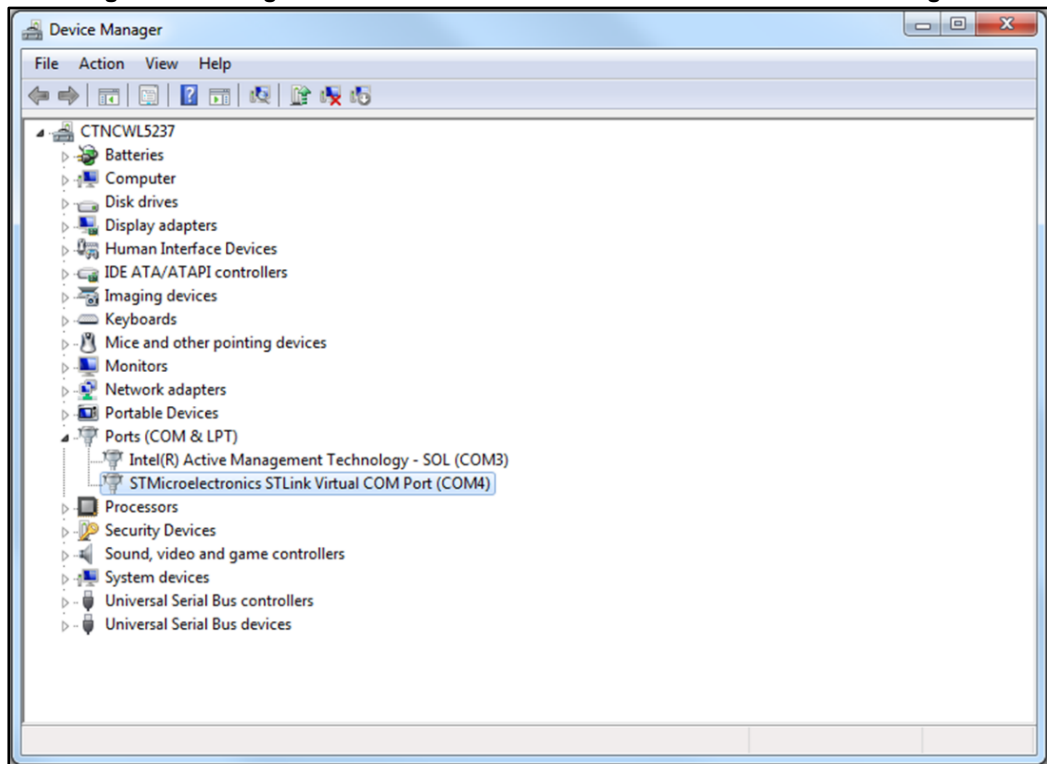 Device Manager
File Action View Help
CTNCWL5237
Batteries
Computer
Disk drives
Display adapters
Human Interface Devices
IDE ATA/ATAPI controllers
Imaging devices
Keyboards
Mice and other pointing devices
Monitors
Network adapters
Portable Devices
Ports (COM & LPT)
Intel(R) Active Management Technology - SOL (COM3)
STMicroelectronics STLink Virtual COM Port (COM4)
Processors
Security Devices
Sound, video and game controllers
System devices
Universal Serial Bus controllers
Universal Serial Bus devices